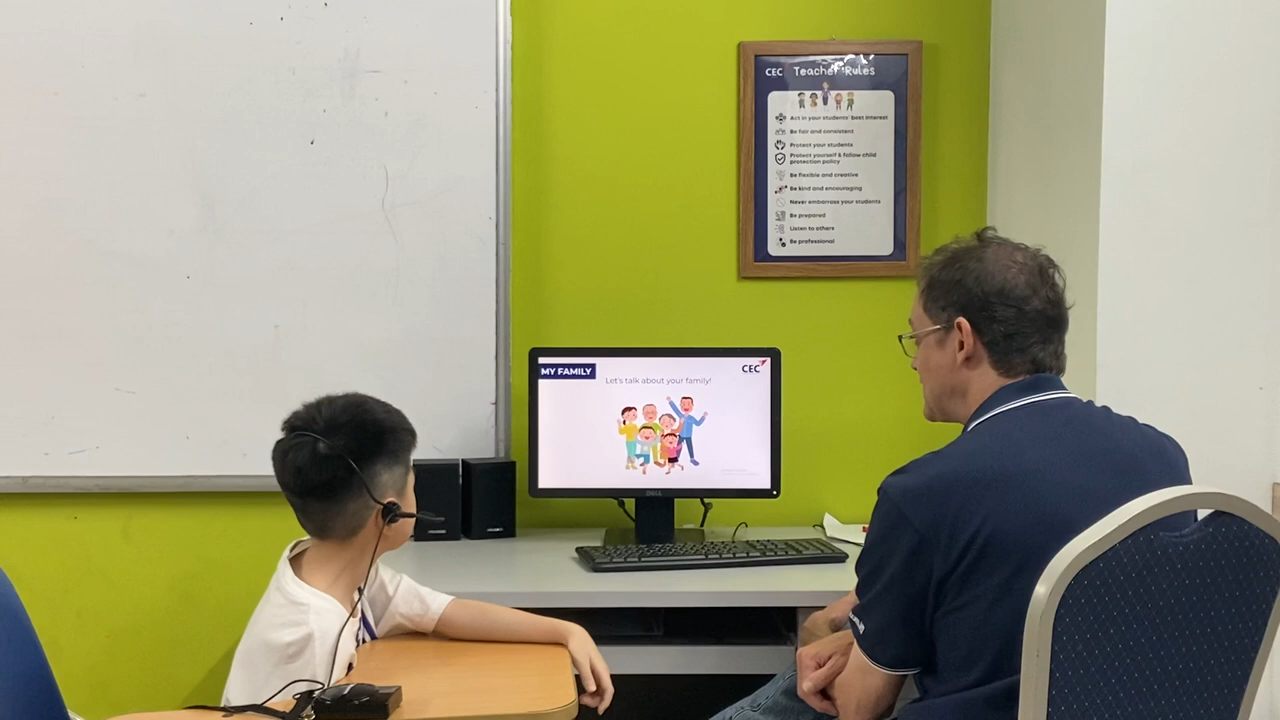 CEC Teacher Rules
Act in your students' best interest
Be fair and consistent
Protect your students
Protect yourself & follow child
protection policy
Be flexible and creative
Be kind and encouraging
Never embarrass your students
Be prepared
Listen to others
Be professional
MY FAMILY
CEC
Let's talk about your family!
DELL